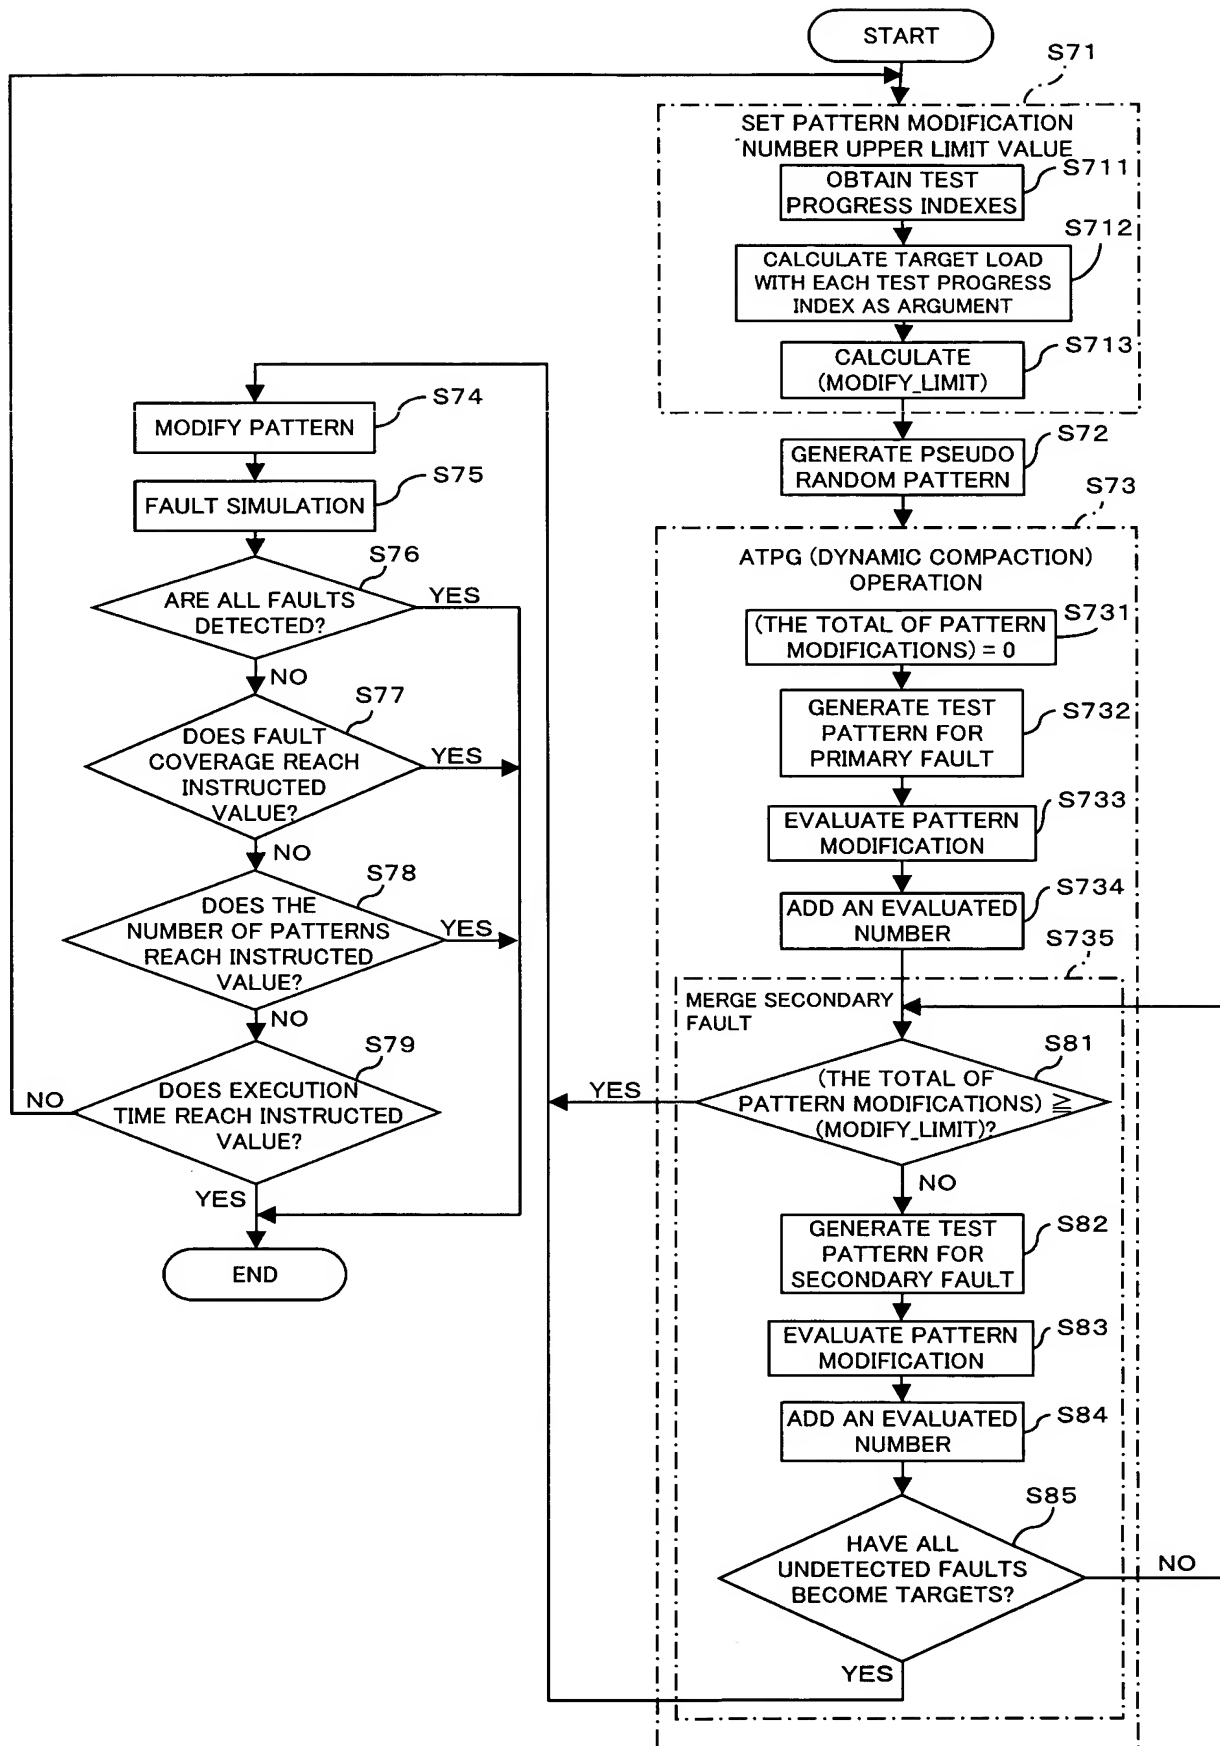 START
S71
SET PATTERN MODIFICATION
NUMBER UPPER LIMIT VALUE
S711
OBTAIN TEST
PROGRESS INDEXES
S712
CALCULATE TARGET LOAD
WITH EACH TEST PROGRESS
INDEX AS ARGUMENT
S713
CALCULATE
(MODIFY_LIMIT)
S72
GENERATE PSEUDO
RANDOM PATTERN
S73
ATPG (DYNAMIC COMPACTION)
OPERATION
S731
(THE TOTAL OF PATTERN
MODIFICATIONS) = 0
S732
GENERATE TEST
PATTERN FOR
PRIMARY FAULT
S733
EVALUATE PATTERN
MODIFICATION
S734
ADD AN EVALUATED
NUMBER
S735
MERGE SECONDARY
FAULT
S81
(THE TOTAL OF
PATTERN MODIFICATIONS) ≧
(MODIFY_LIMIT)?
YES
NO
S82
GENERATE TEST
PATTERN FOR
SECONDARY FAULT
S83
EVALUATE PATTERN
MODIFICATION
S84
ADD AN EVALUATED
NUMBER
S85
HAVE ALL
UNDETECTED FAULTS
BECOME TARGETS?
NO
YES
S74
MODIFY PATTERN
S75
FAULT SIMULATION
S76
ARE ALL FAULTS
DETECTED?
YES
NO
S77
DOES FAULT
COVERAGE REACH
INSTRUCTED
VALUE?
YES
NO
S78
DOES THE
NUMBER OF PATTERNS
REACH INSTRUCTED
VALUE?
YES
NO
S79
DOES EXECUTION
TIME REACH INSTRUCTED
VALUE?
NO
YES
END